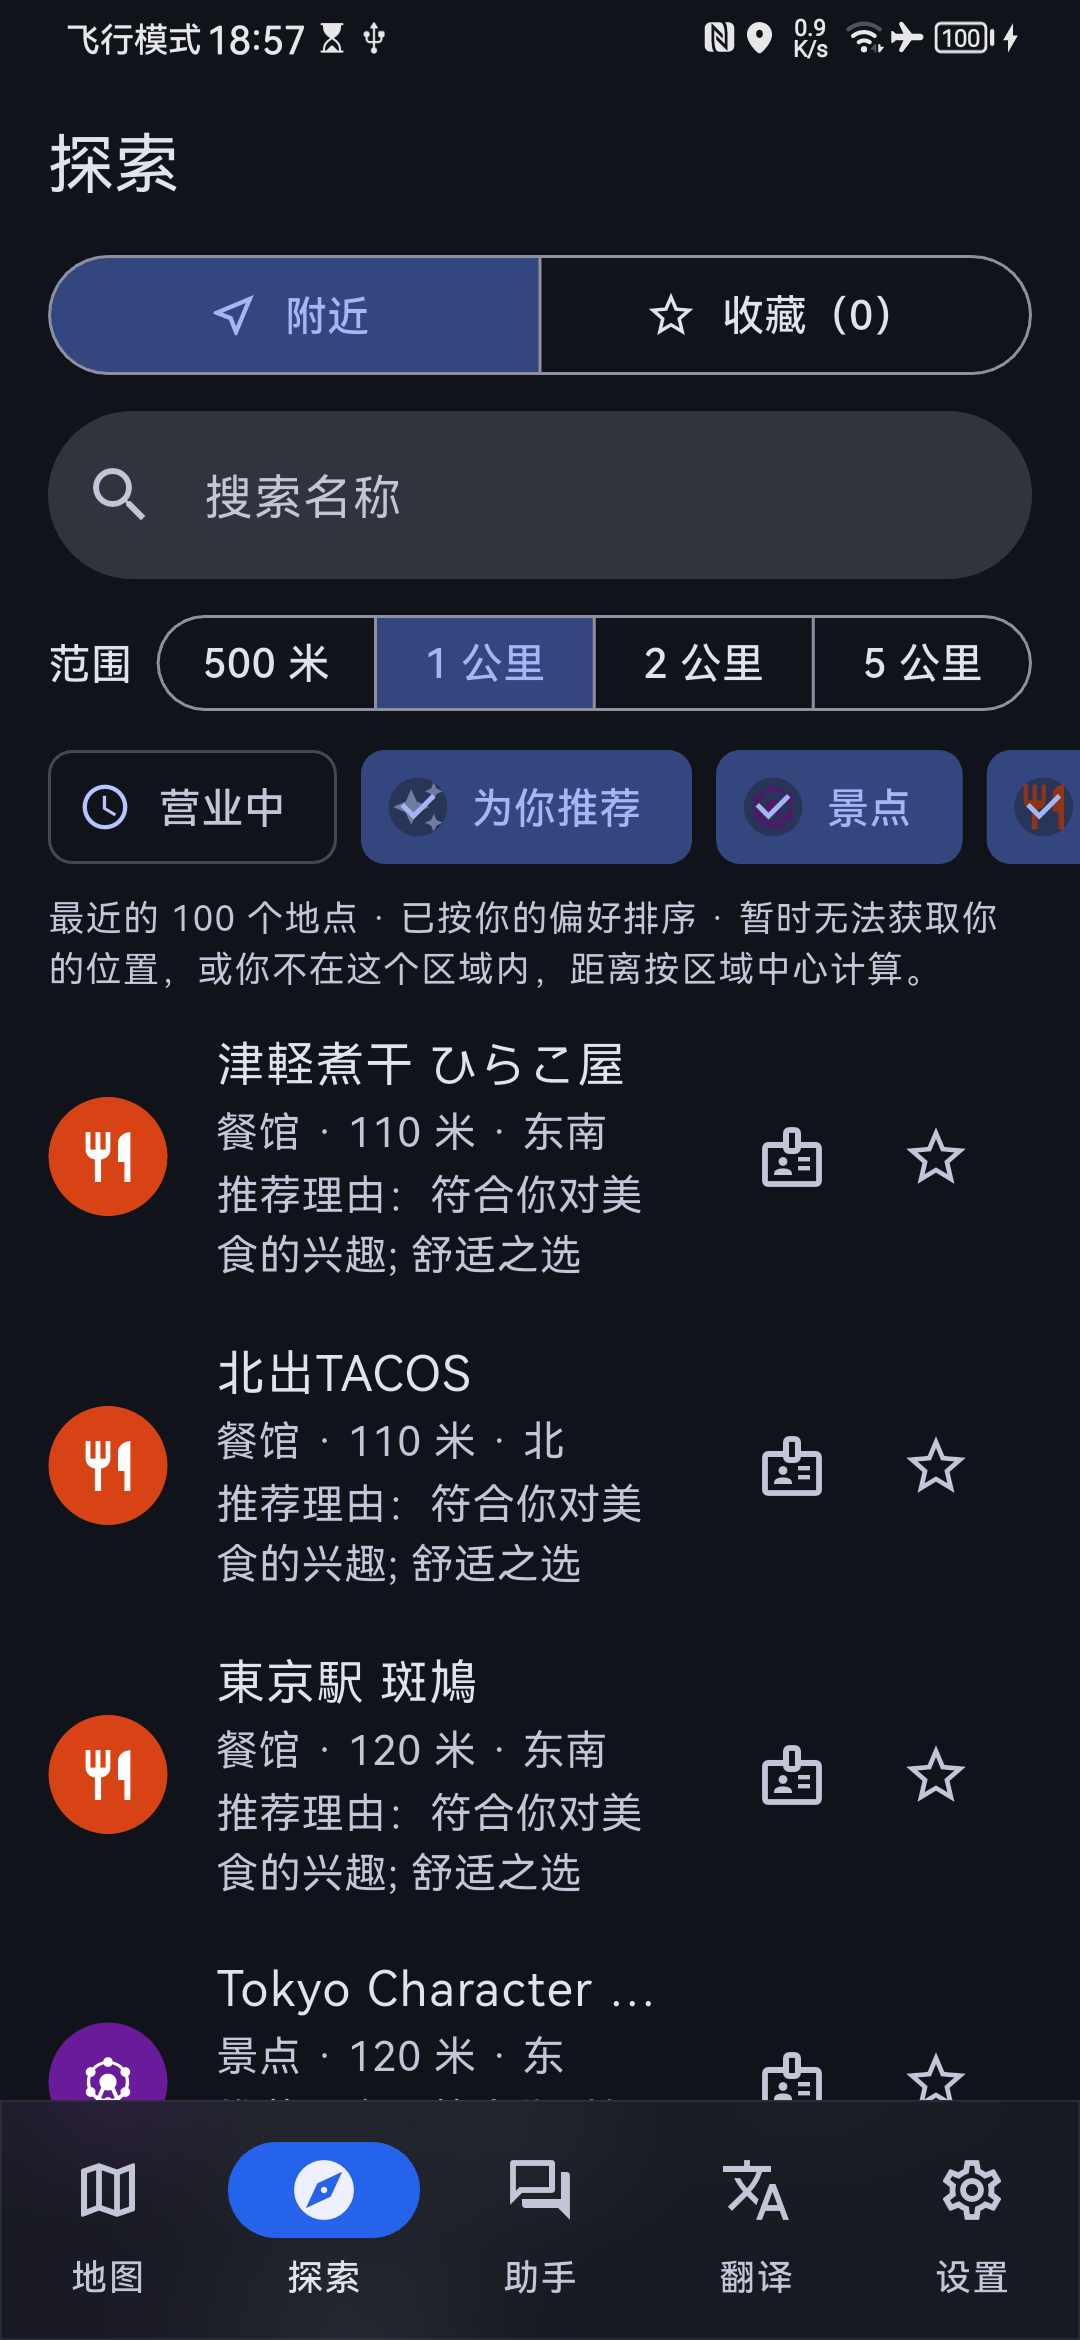 飞行模式 18:57
0.9 K/s
100
探索
附近
收藏（0）
搜索名称
范围
500 米
1 公里
2 公里
5 公里
营业中
为你推荐
景点
最近的 100 个地点 · 已按你的偏好排序 · 暂时无法获取你
的位置，或你不在这个区域内，距离按区域中心计算。
津軽煮干 ひらこ屋
餐馆 · 110 米 · 东南
推荐理由：符合你对美
食的兴趣; 舒适之选
北出TACOS
餐馆 · 110 米 · 北
推荐理由：符合你对美
食的兴趣; 舒适之选
東京駅 斑鳩
餐馆 · 120 米 · 东南
推荐理由：符合你对美
食的兴趣; 舒适之选
Tokyo Character ...
景点 · 120 米 · 东
地图
探索
助手
翻译
设置